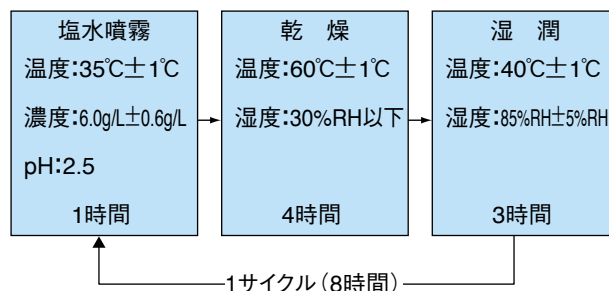 塩水噴霧
温度:35℃±1℃
濃度:6.0g/L±0.6g/L
pH:2.5
1時間
乾　燥
温度:60℃±1℃
湿度:30%RH以下
4時間
湿　潤
温度:40℃±1℃
湿度:85%RH±5%RH
3時間
1サイクル(8時間)